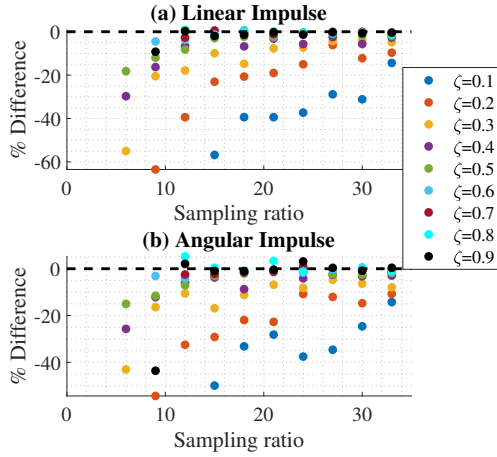 (a) Linear Impulse
0
-20
-40
-60
% Difference
0
10
20
30
Sampling ratio
ζ=0.1
ζ=0.2
ζ=0.3
ζ=0.4
ζ=0.5
ζ=0.6
ζ=0.7
ζ=0.8
ζ=0.9
(b) Angular Impulse
0
-20
-40
% Difference
0
10
20
30
Sampling ratio